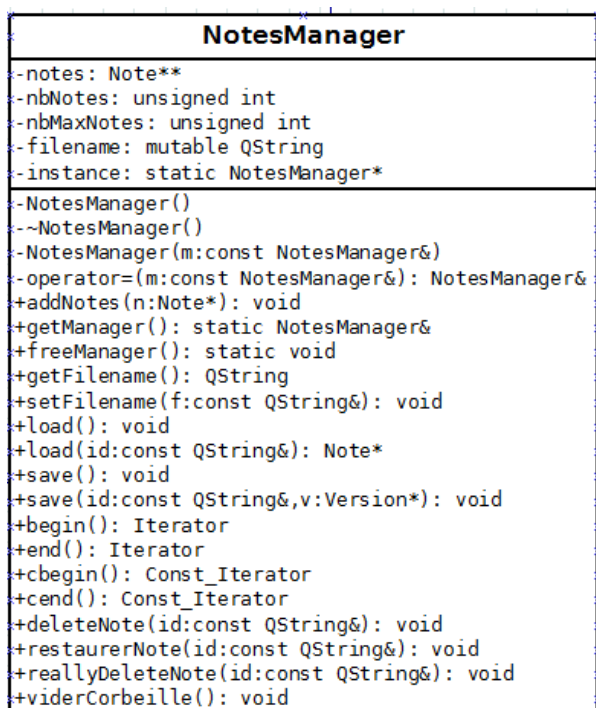 NotesManager
-notes: Note**
-nbNotes: unsigned int
-nbMaxNotes: unsigned int
-filename: mutable QString
-instance: static NotesManager*
-NotesManager()
-~NotesManager()
-NotesManager(m:const NotesManager&)
-operator=(m:const NotesManager&): NotesManager&
+addNotes(n:Note*): void
+getManager(): static NotesManager&
+freeManager(): static void
+getFilename(): QString
+setFilename(f:const QString&): void
+load(): void
+load(id:const QString&): Note*
+save(): void
+save(id:const QString&,v:Version*): void
+begin(): Iterator
+end(): Iterator
+cbegin(): Const_Iterator
+cend(): Const_Iterator
+deleteNote(id:const QString&): void
+restaurerNote(id:const QString&): void
+reallyDeleteNote(id:const QString&): void
+viderCorbeille(): void